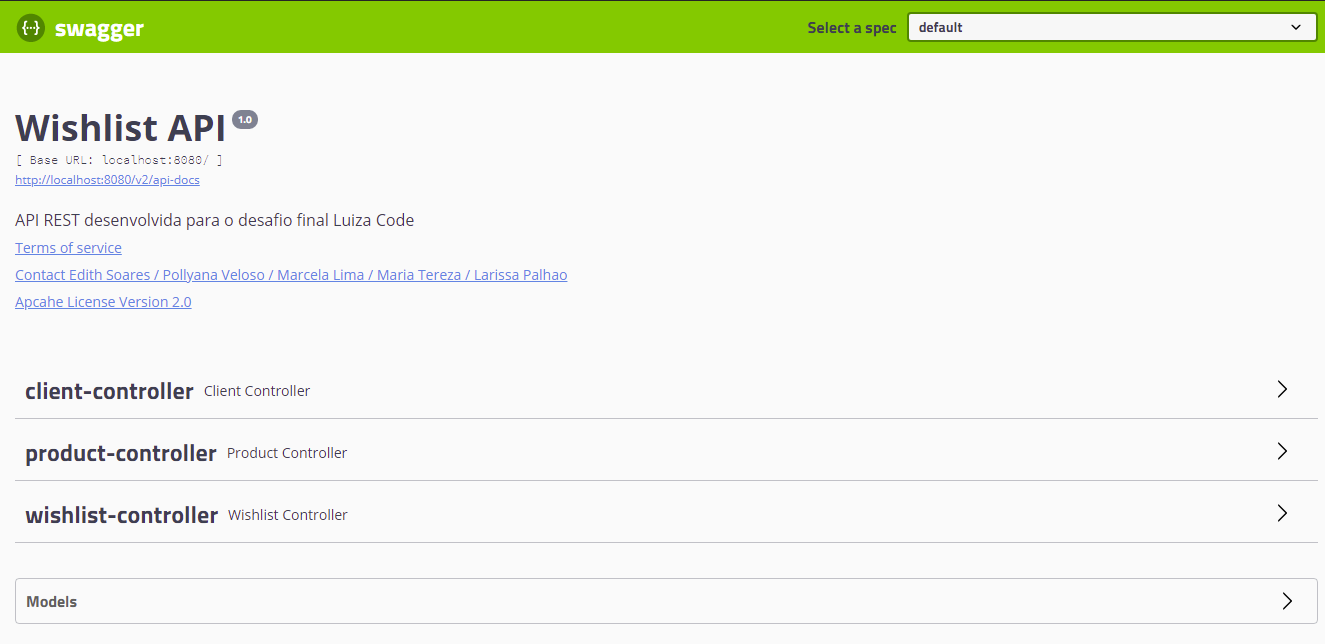 {··} swagger
Select a spec default
Wishlist API 1.0
[ Base URL: localhost:8080/ ]
http://localhost:8080/v2/api-docs
API REST desenvolvida para o desafio final Luiza Code
Terms of service
Contact Edith Soares / Pollyana Veloso / Marcela Lima / Maria Tereza / Larissa Palhao
Apcahe License Version 2.0
client-controller Client Controller
product-controller Product Controller
wishlist-controller Wishlist Controller
Models